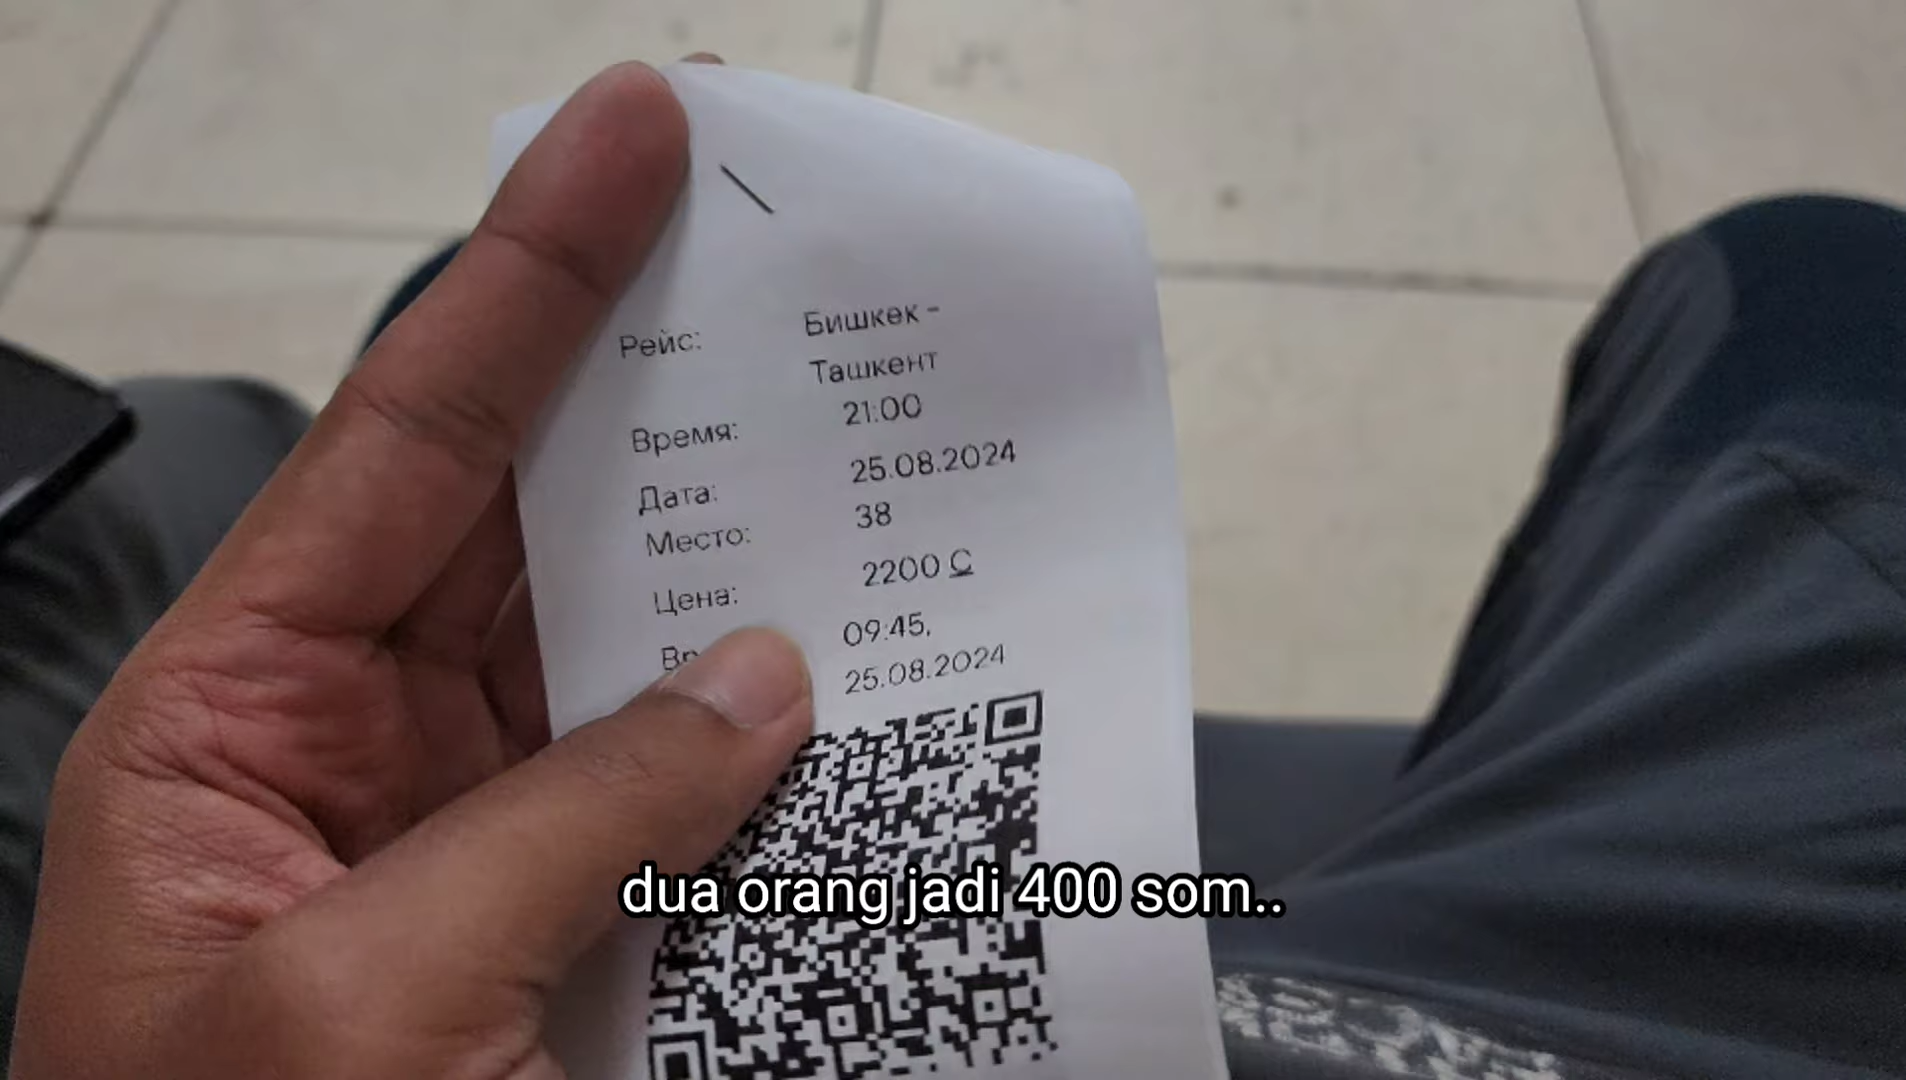 Рейс: Бишкек -
Ташкент
Время: 21:00
Дата: 25.08.2024
Место: 38
Цена: 2200 С
09:45,
25.08.2024
dua orang jadi 400 som..